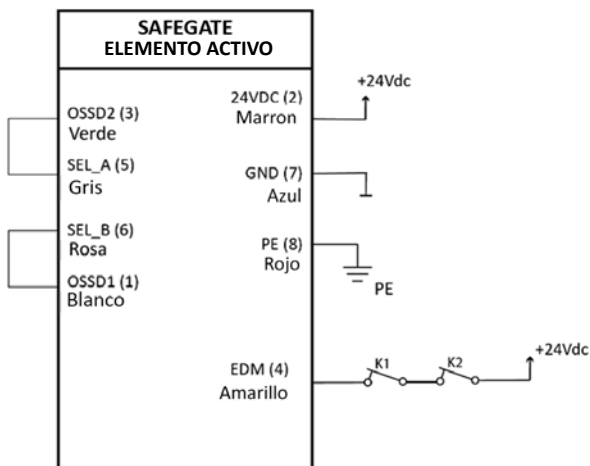 SAFEGATE
ELEMENTO ACTIVO
OSSD2 (3)
Verde
SEL_A (5)
Gris
SEL_B (6)
Rosa
OSSD1 (1)
Blanco
24VDC (2)
Marron
+24Vdc
GND (7)
Azul
PE (8)
Rojo
PE
EDM (4)
Amarillo
K1
K2
+24Vdc